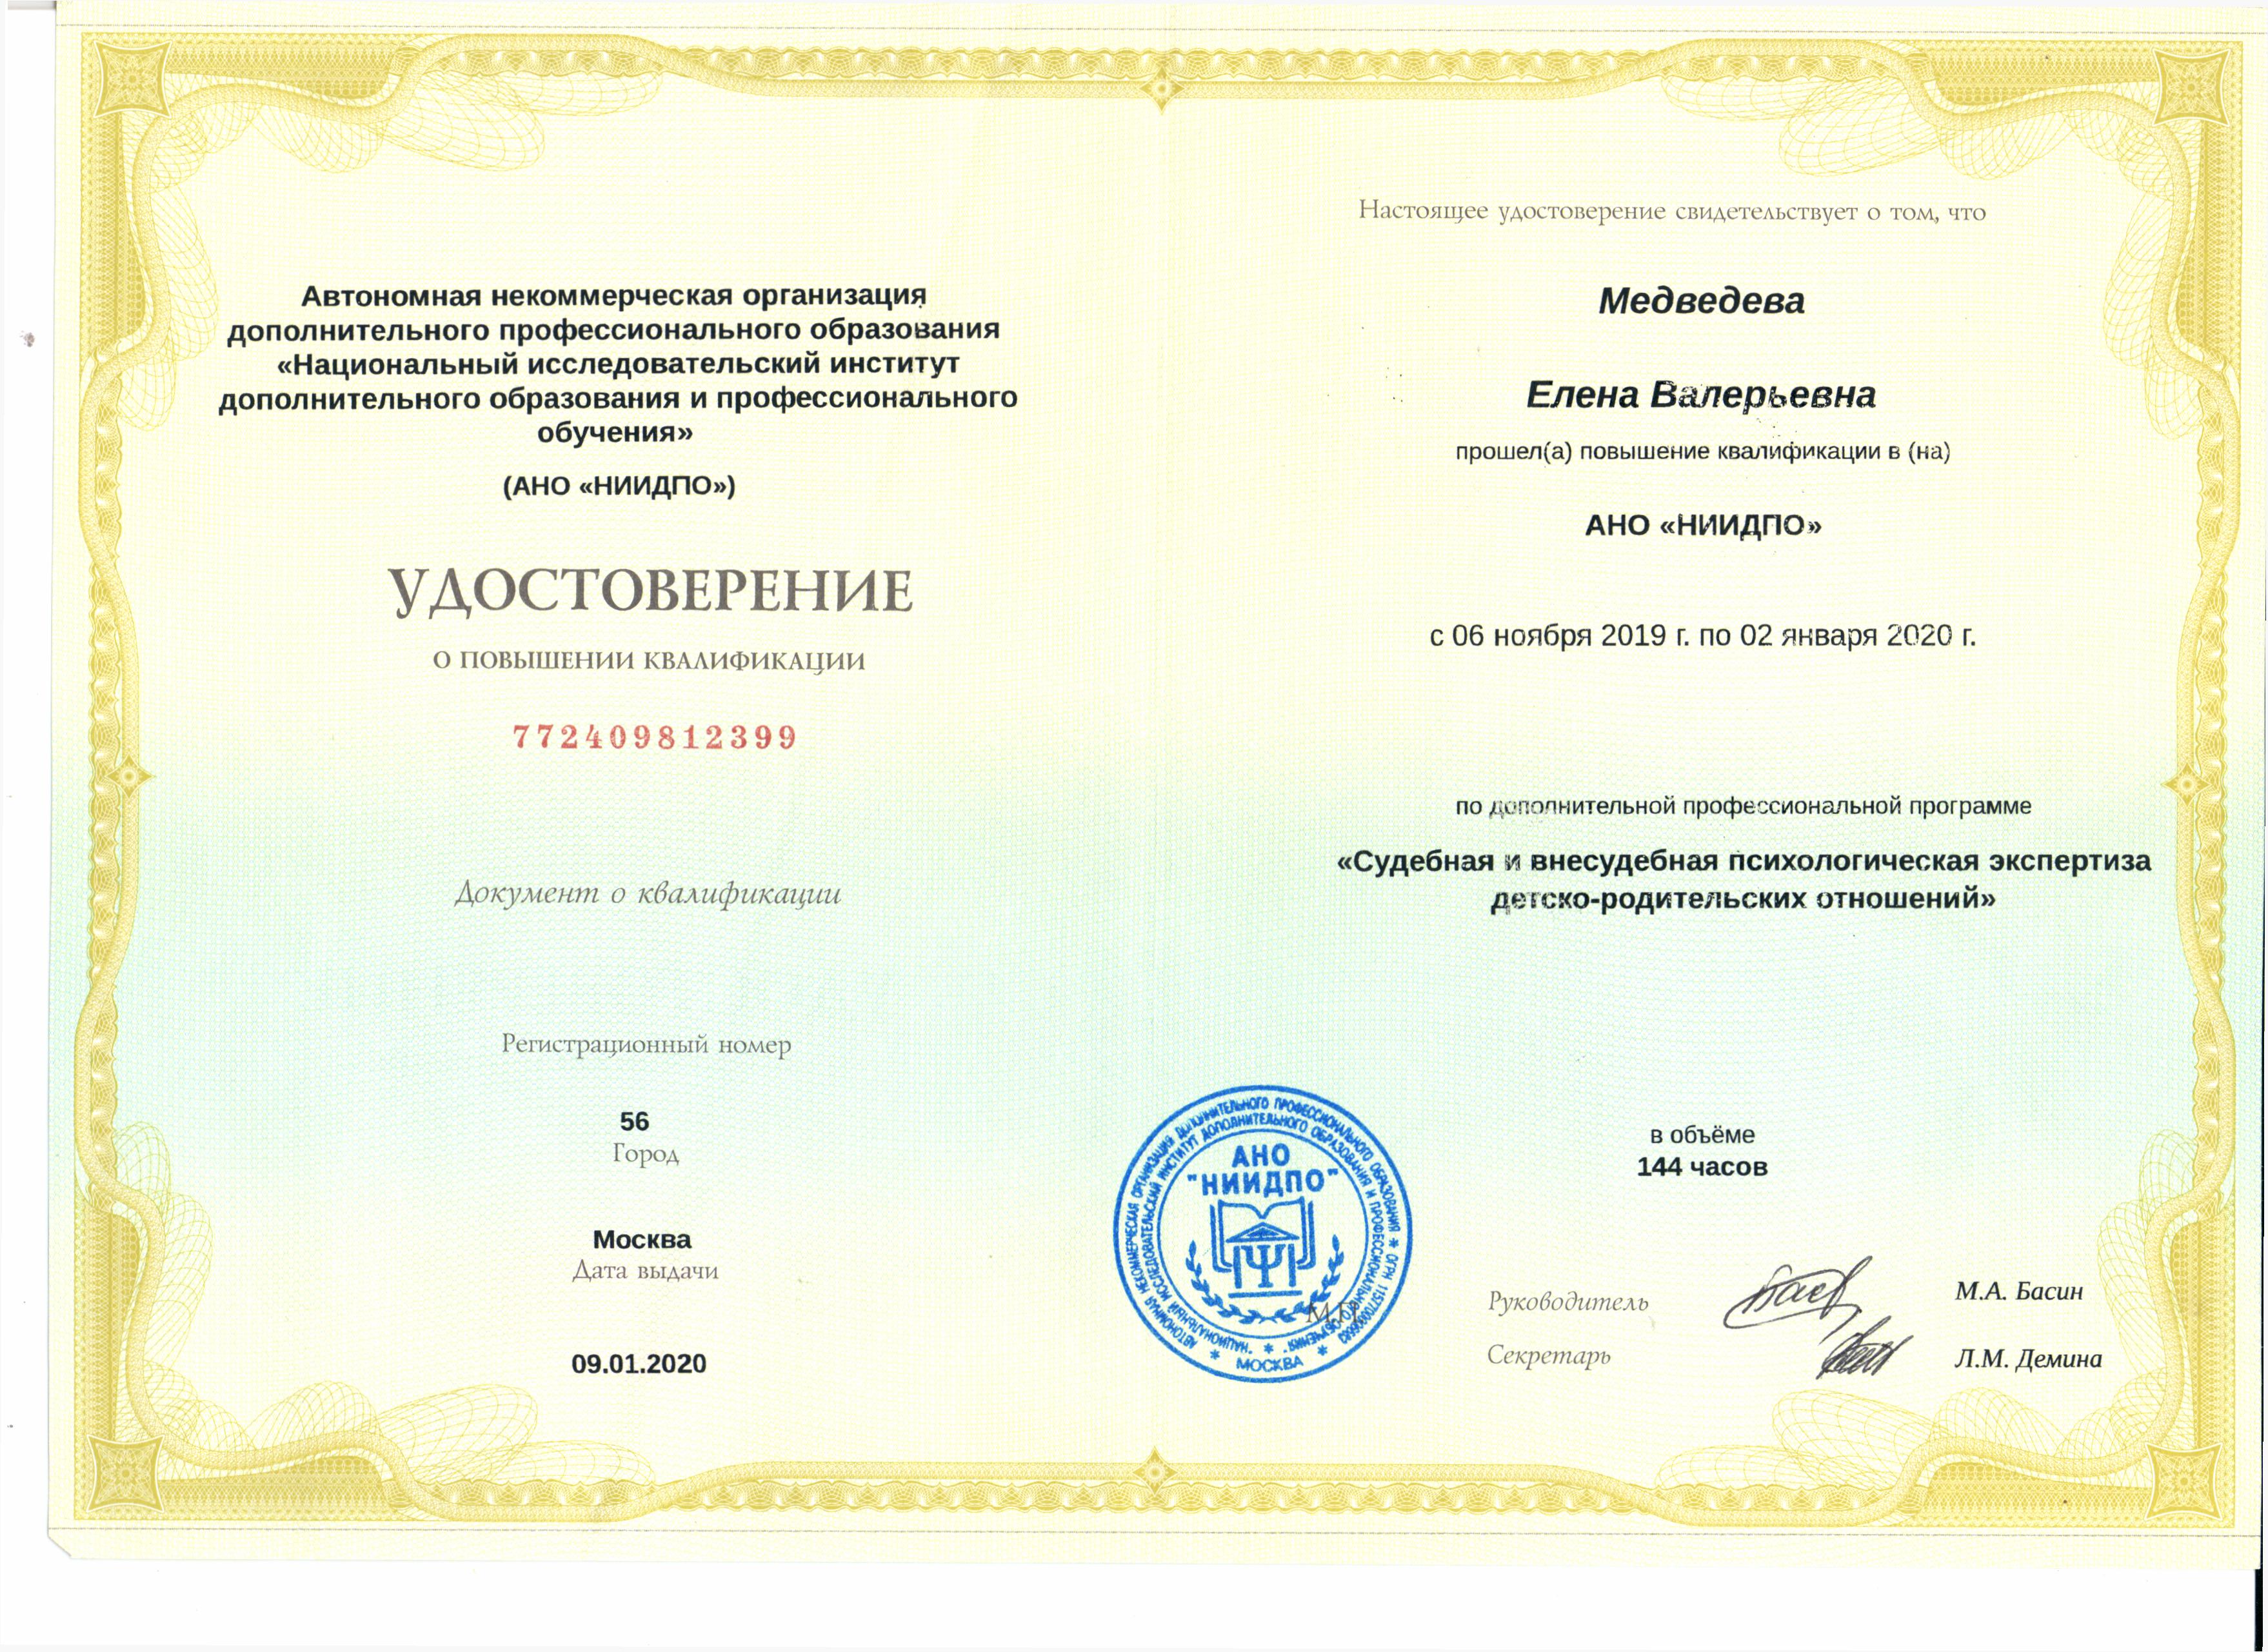 Автономная некоммерческая организация
дополнительного профессионального образования
«Национальный исследовательский институт
дополнительного образования и профессионального
обучения»
(АНО «НИИДПО»)
УДОСТОВЕРЕНИЕ
О ПОВЫШЕНИИ КВАЛИФИКАЦИИ
772409812399
Документ о квалификации
Регистрационный номер
56
Город
Москва
Дата выдачи
09.01.2020
Настоящее удостоверение свидетельствует о том, что
Медведева
Елена Валерьевна
прошел(а) повышение квалификации в (на)
АНО «НИИДПО»
с 06 ноября 2019 г. по 02 января 2020 г.
по дополнительной профессиональной программе
«Судебная и внесудебная психологическая экспертиза
детско-родительских отношений»
в объёме
144 часов
Руководитель
М.А. Басин
Секретарь
Л.М. Демина
М.П.
АВТОНОМНАЯ НЕКОММЕРЧЕСКАЯ ОРГАНИЗАЦИЯ ДОПОЛНИТЕЛЬНОГО ПРОФЕССИОНАЛЬНОГО ОБРАЗОВАНИЯ * ОГРН
* МОСКВА *
"НАЦИОНАЛЬНЫЙ ИССЛЕДОВАТЕЛЬСКИЙ ИНСТИТУТ ДОПОЛНИТЕЛЬНОГО ОБРАЗОВАНИЯ И ПРОФЕССИОНАЛЬНОГО ОБУЧЕНИЯ" *
АНО
"НИИДПО"